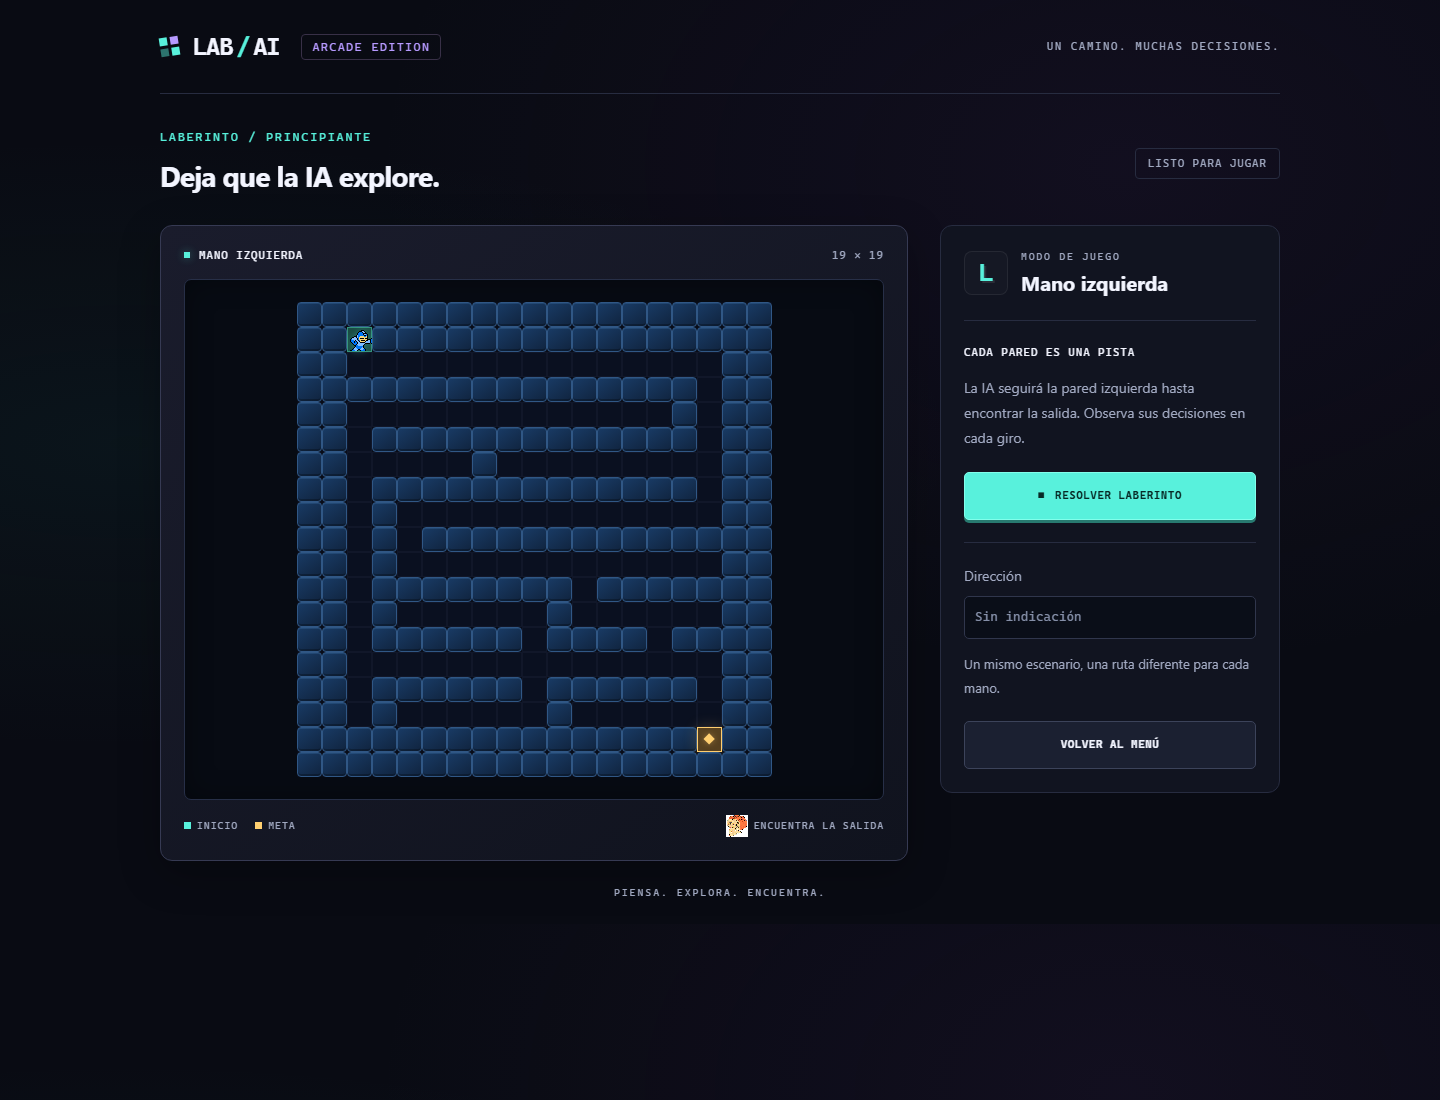 LAB/AI
ARCADE EDITION
UN CAMINO. MUCHAS DECISIONES.
LABERINTO / PRINCIPIANTE
Deja que la IA explore.
LISTO PARA JUGAR
MANO IZQUIERDA
19 × 19
INICIO
META
ENCUENTRA LA SALIDA
L
MODO DE JUEGO
Mano izquierda
CADA PARED ES UNA PISTA
La IA seguirá la pared izquierda hasta
encontrar la salida. Observa sus decisiones en
cada giro.
RESOLVER LABERINTO
Dirección
Sin indicación
Un mismo escenario, una ruta diferente para cada
mano.
VOLVER AL MENÚ
PIENSA. EXPLORA. ENCUENTRA.